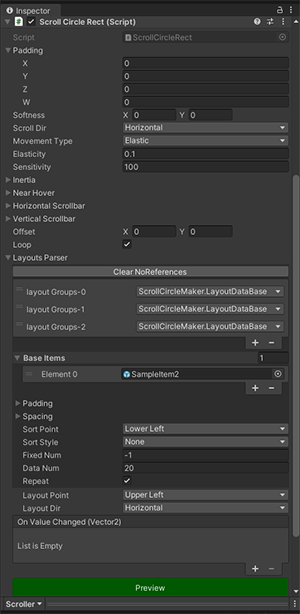 Inspector
Scroll Circle Rect (Script)
Script ScrollCircleRect
Padding
X 0
Y 0
Z 0
W 0
Softness X 0 Y 0
Scroll Dir Horizontal
Movement Type Elastic
Elasticity 0.1
Sensitivity 100
Inertia
Near Hover
Horizontal Scrollbar
Vertical Scrollbar
Offset X 0 Y 0
Loop
Layouts Parser
Clear NoReferences
layout Groups-0 ScrollCircleMaker.LayoutDataBase
layout Groups-1 ScrollCircleMaker.LayoutDataBase
layout Groups-2 ScrollCircleMaker.LayoutDataBase
+ −
Base Items 1
Element 0 SampleItem2
+ −
Padding
Spacing
Sort Point Lower Left
Sort Style None
Fixed Num -1
Data Num 20
Repeat
Layout Point Upper Left
Layout Dir Horizontal
On Value Changed (Vector2)
List is Empty
+ −
Preview
Scroller